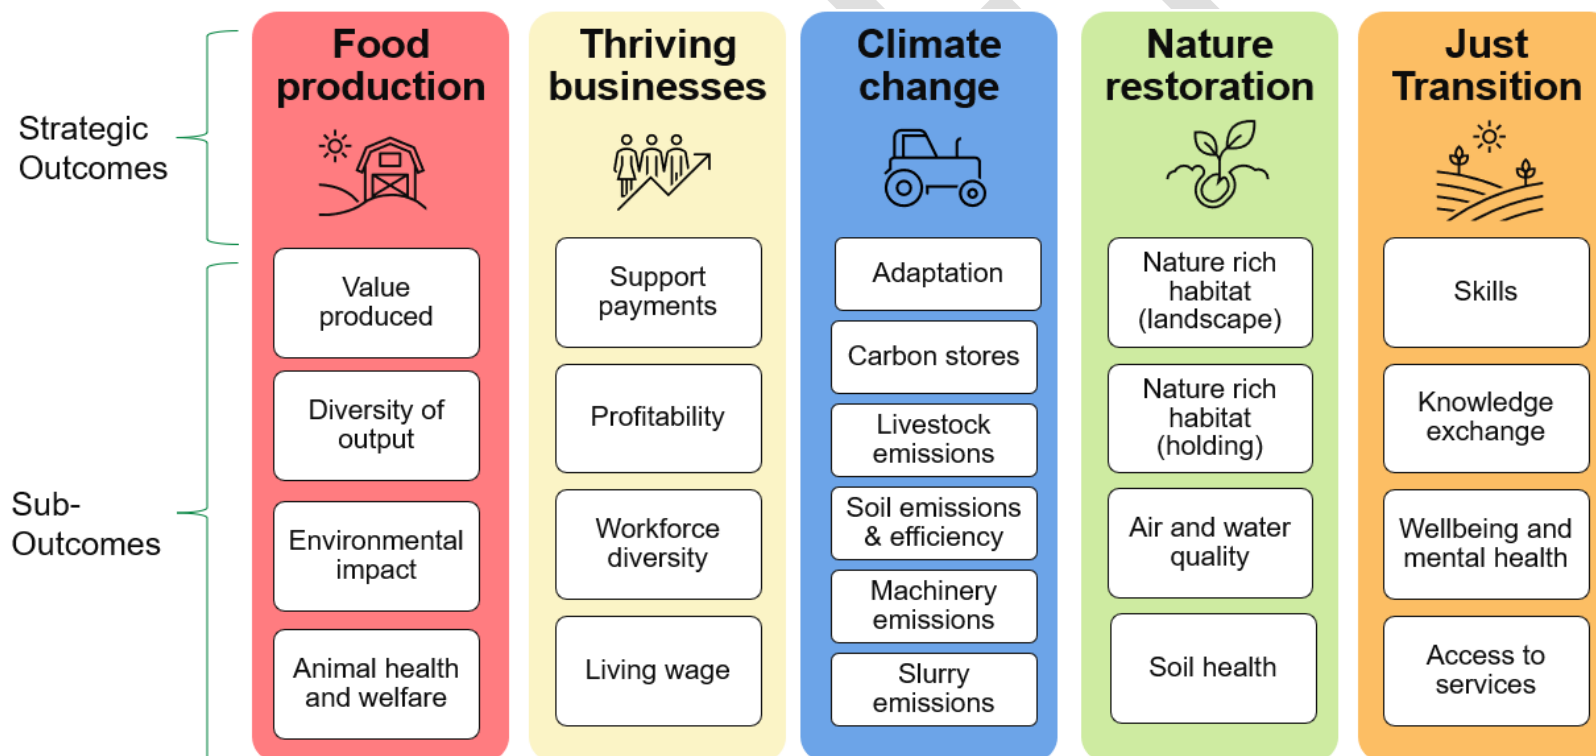 Strategic
Outcomes
Sub-
Outcomes
Food
production
Value
produced
Diversity of
output
Environmental
impact
Animal health
and welfare
Thriving
businesses
Support
payments
Profitability
Workforce
diversity
Living wage
Climate
change
Adaptation
Carbon stores
Livestock
emissions
Soil emissions
& efficiency
Machinery
emissions
Slurry
emissions
Nature
restoration
Nature rich
habitat
(landscape)
Nature rich
habitat
(holding)
Air and water
quality
Soil health
Just
Transition
Skills
Knowledge
exchange
Wellbeing and
mental health
Access to
services